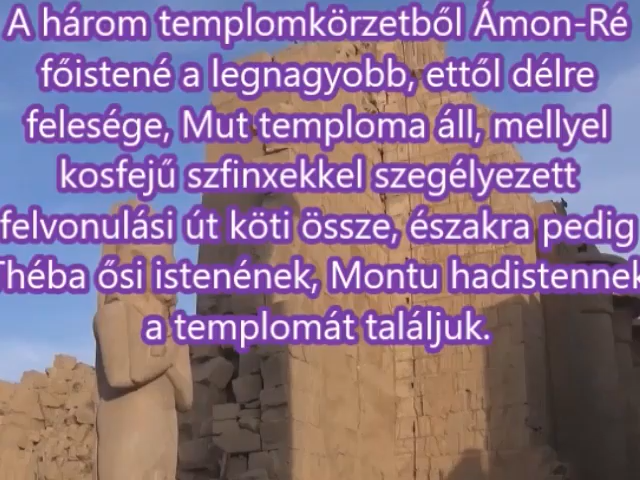 A három templomkörzetből Ámon-Ré
főistené a legnagyobb, ettől délre
felesége, Mut temploma áll, mellyel
kosfejű szfinxekkel szegélyezett
felvonulási út köti össze, északra pedig
Théba ősi istenének, Montu hadistennek
a templomát találjuk.